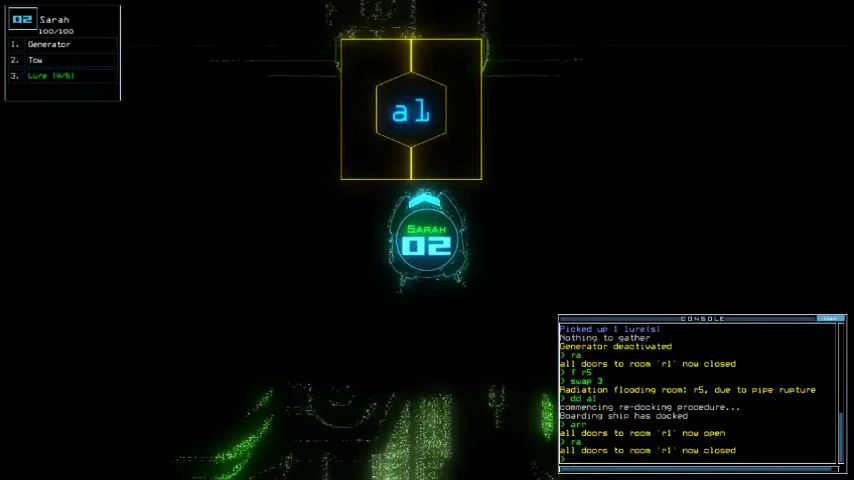 02 Sarah
100/100
1. Generator
2. Tow
3. Lure (4/6)
a1
Sarah
02
CONSOLE
Picked up 1 lure(s)
Nothing to gather
Generator deactivated
> ra
all doors to room 'r1' now closed
> f r5
> swap 3
Radiation flooding room: r5, due to pipe rupture
> dd a1
commencing re-docking procedure...
Boarding ship has docked
> arr
all doors to room 'r1' now open
> ra
all doors to room 'r1' now closed
>